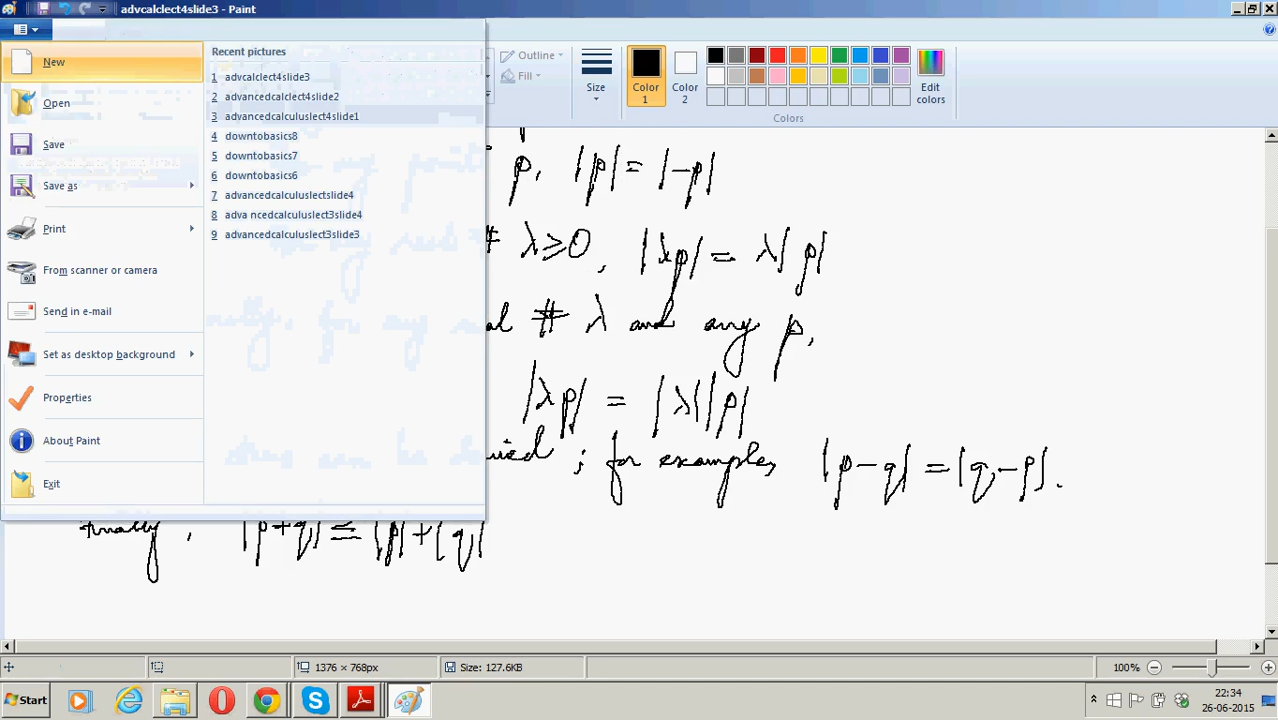 advcalclect4slide3 - Paint
New
Open
Save
Save as
Print
From scanner or camera
Send in e-mail
Set as desktop background
Properties
About Paint
Exit
Recent pictures
1 advcalclect4slide3
2 advancedcalclect4slide2
3 advancedcalculuslect4slide1
4 downtobasics8
5 downtobasics7
6 downtobasics6
7 advancedcalculuslectslide4
8 adva ncedcalculuslect3slide4
9 advancedcalculuslect3slide3
Outline
Fill
Size
Color 1
Color 2
Edit colors
Colors
p, |p| = |-p|
# λ ≥ 0, |λp| = λ|p|
# λ and any p,
|λp| = |λ||p|
; for examples |p-q| = |q-p|.
finally, |p+q| ≤ |p|+|q|
1376 × 768px
Size: 127.6KB
100%
Start
22:34
26-06-2015